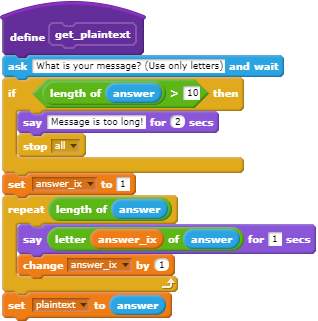 define get_plaintext
ask What is your message? (Use only letters) and wait
if length of answer > 10 then
say Message is too long! for 2 secs
stop all
set answer_ix to 1
repeat length of answer
say letter answer_ix of answer for 1 secs
change answer_ix by 1
set plaintext to answer